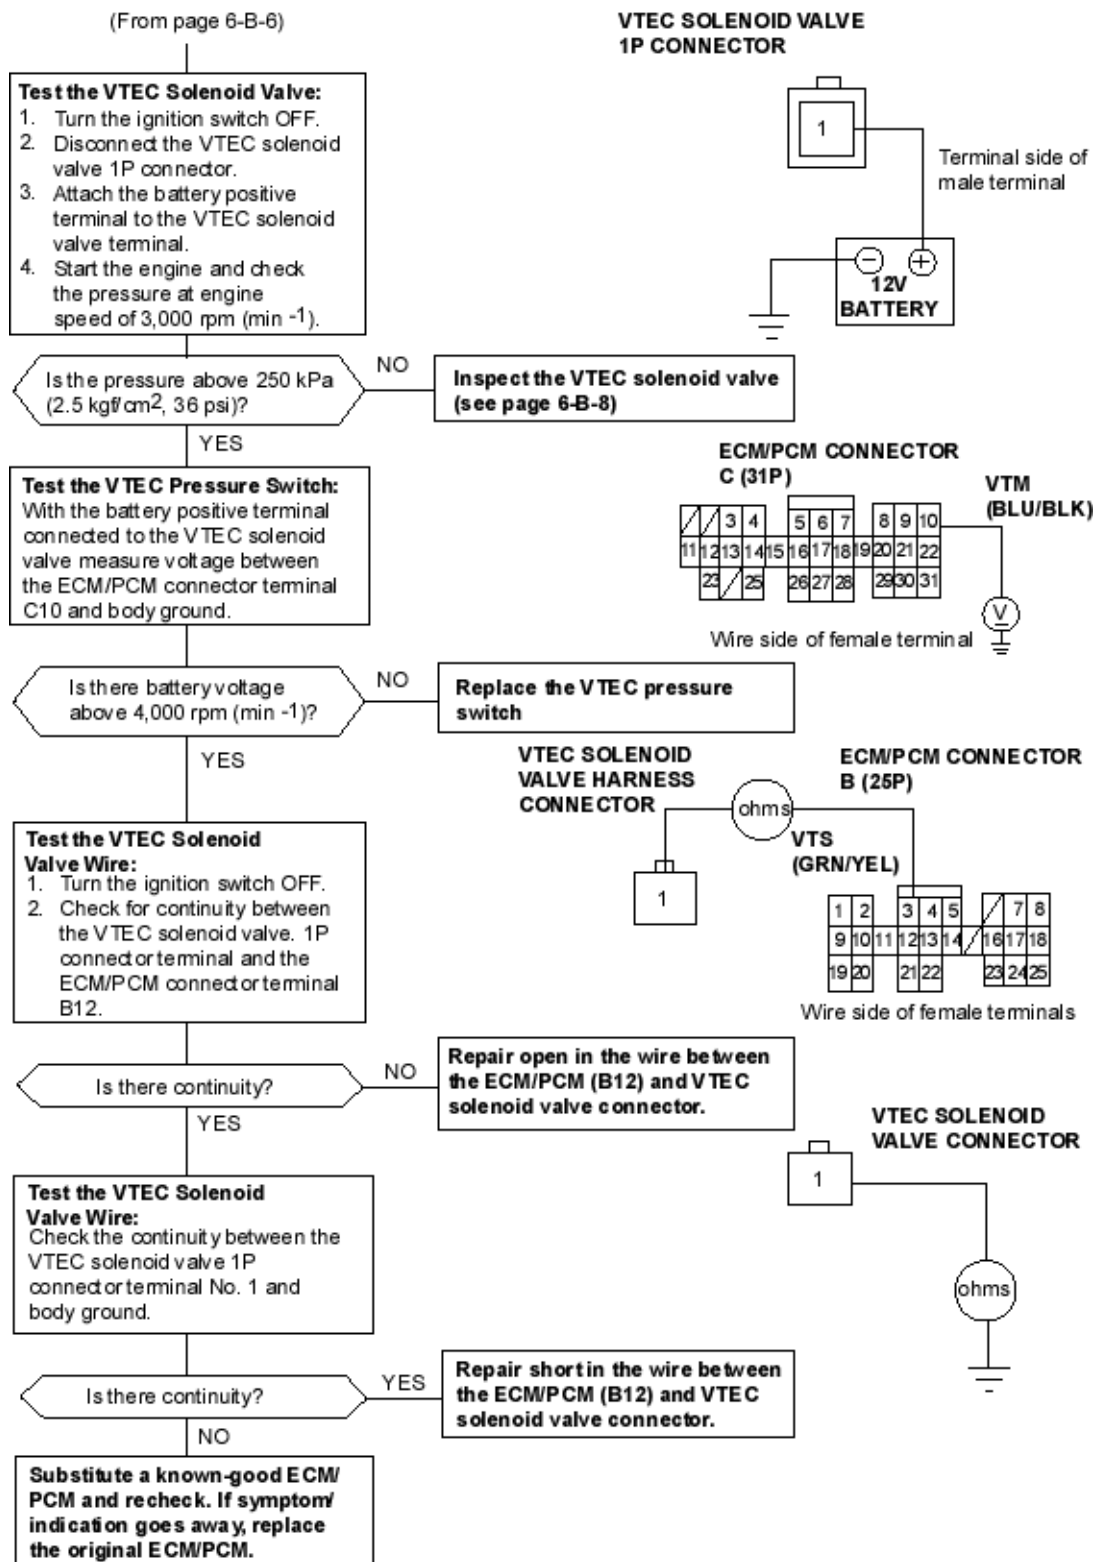 (From page 6-B-6)
VTEC SOLENOID VALVE
1P CONNECTOR
1
Terminal side of
male terminal
12V
BATTERY
Test the VTEC Solenoid Valve:
1. Turn the ignition switch OFF.
2. Disconnect the VTEC solenoid
valve 1P connector.
3. Attach the battery positive
terminal to the VTEC solenoid
valve terminal.
4. Start the engine and check
the pressure at engine
speed of 3,000 rpm (min -1).
Is the pressure above 250 kPa
(2.5 kgf/cm2, 36 psi)?
NO
Inspect the VTEC solenoid valve
(see page 6-B-8)
YES
Test the VTEC Pressure Switch:
With the battery positive terminal
connected to the VTEC solenoid
valve measure voltage between
the ECM/PCM connector terminal
C10 and body ground.
ECM/PCM CONNECTOR
C (31P)
VTM
(BLU/BLK)
3 4 5 6 7 8 9 10
11 12 13 14 15 16 17 18 19 20 21 22
23 25 26 27 28 29 30 31
V
Wire side of female terminal
Is there battery voltage
above 4,000 rpm (min -1)?
NO
Replace the VTEC pressure
switch
YES
VTEC SOLENOID
VALVE HARNESS
CONNECTOR
ohms
1
ECM/PCM CONNECTOR
B (25P)
VTS
(GRN/YEL)
1 2 3 4 5 7 8
9 10 11 12 13 14 16 17 18
19 20 21 22 23 24 25
Wire side of female terminals
Test the VTEC Solenoid
Valve Wire:
1. Turn the ignition switch OFF.
2. Check for continuity between
the VTEC solenoid valve. 1P
connector terminal and the
ECM/PCM connector terminal
B12.
Is there continuity?
NO
Repair open in the wire between
the ECM/PCM (B12) and VTEC
solenoid valve connector.
YES
VTEC SOLENOID
VALVE CONNECTOR
1
ohms
Test the VTEC Solenoid
Valve Wire:
Check the continuity between the
VTEC solenoid valve 1P
connector terminal No. 1 and
body ground.
Is there continuity?
YES
Repair short in the wire between
the ECM/PCM (B12) and VTEC
solenoid valve connector.
NO
Substitute a known-good ECM/
PCM and recheck. If symptom/
indication goes away, replace
the original ECM/PCM.